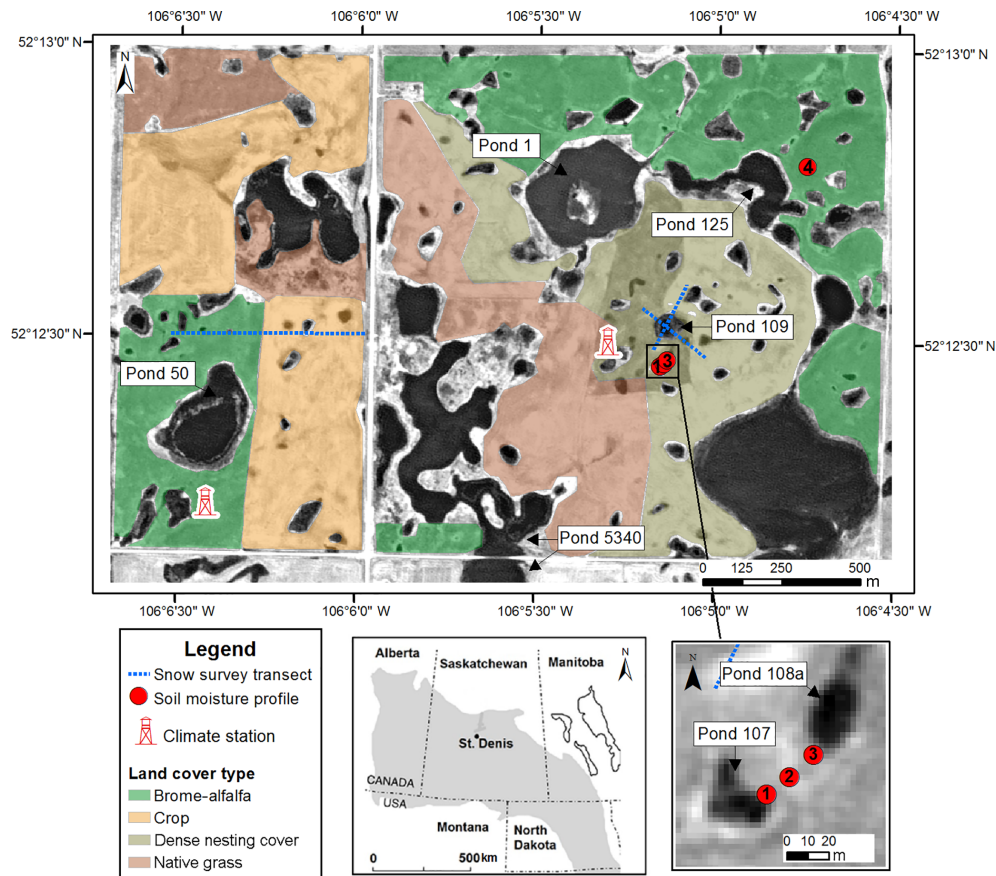 106°6'30" W
106°6'0" W
106°5'30" W
106°5'0" W
106°4'30" W
52°13'0" N
52°13'0" N
N
Pond 1
4
Pond 125
52°12'30" N
Pond 109
52°12'30" N
3
1
Pond 50
Pond 5340
0 125 250 500
m
106°6'30" W
106°6'0" W
106°5'30" W
106°5'0" W
106°4'30" W
Legend
Snow survey transect
Soil moisture profile
Climate station
Land cover type
Brome-alfalfa
Crop
Dense nesting cover
Native grass
Alberta
Saskatchewan
Manitoba
N
St. Denis
CANADA
USA
Montana
North
Dakota
0 500km
N
Pond 108a
Pond 107
3
2
1
0 10 20
m